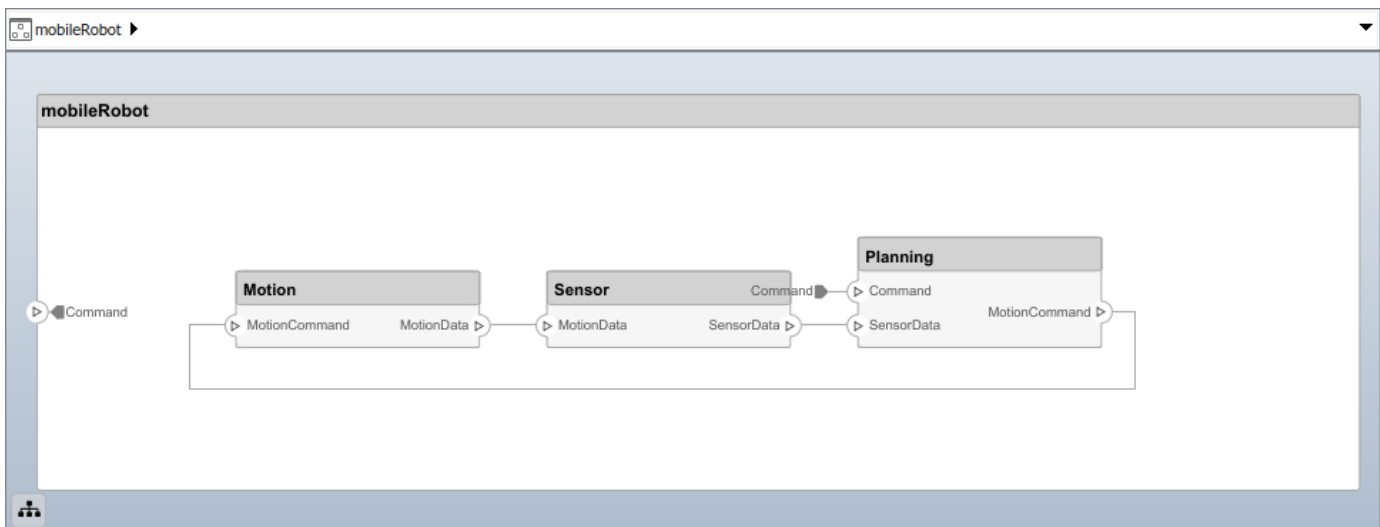 mobileRobot
mobileRobot
Planning
Motion
Sensor
Command
Command
Command
MotionCommand
MotionCommand
MotionData
MotionData
SensorData
SensorData